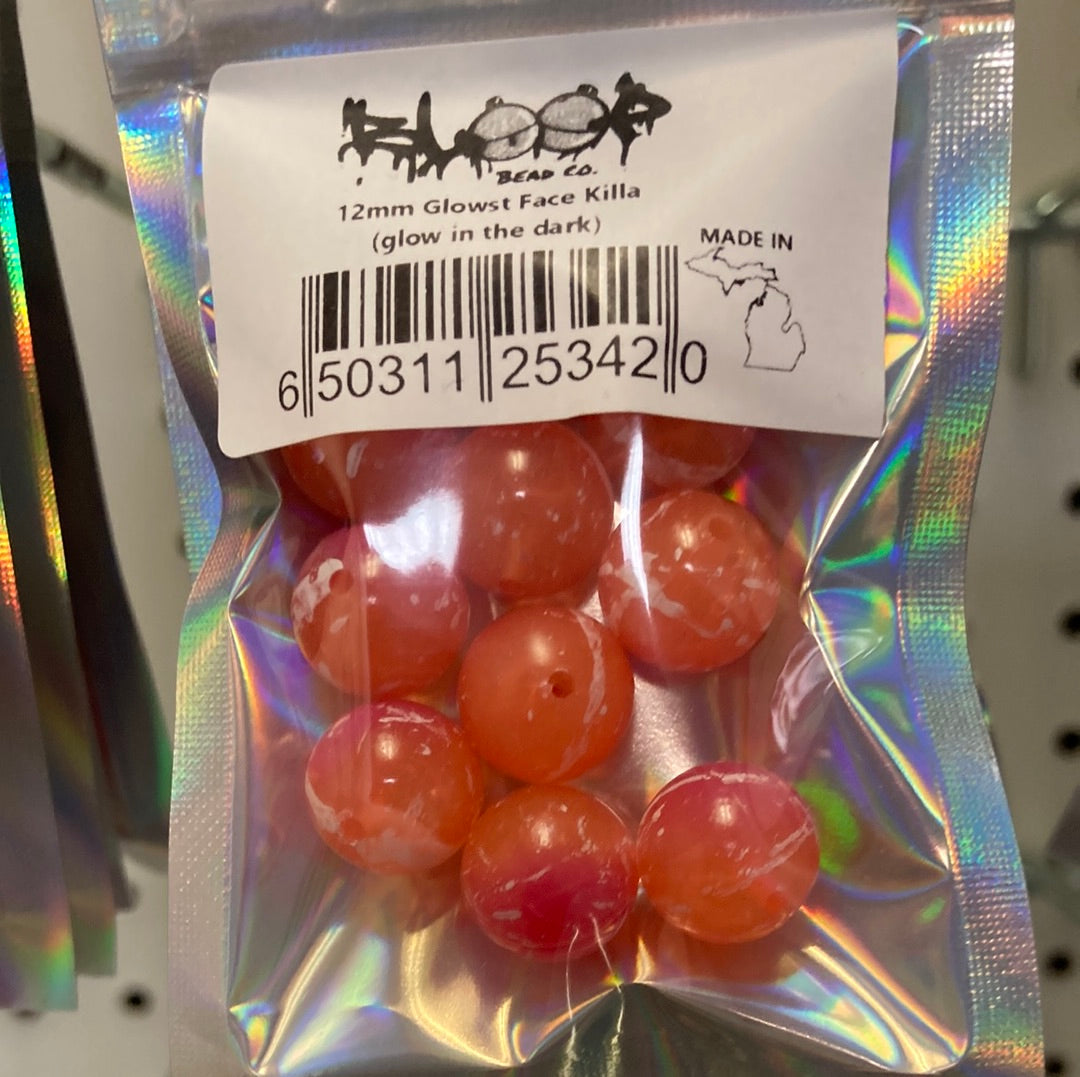 BLOOP
BEAD CO.
12mm Glowst Face Killa
(glow in the dark)
MADE IN
6 50311 25342 0